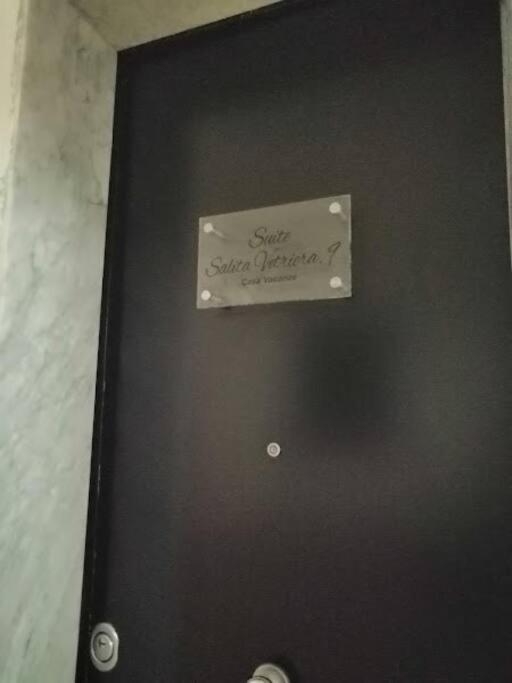 Suite
Salita Vetriera, 9
Casa Vacanze